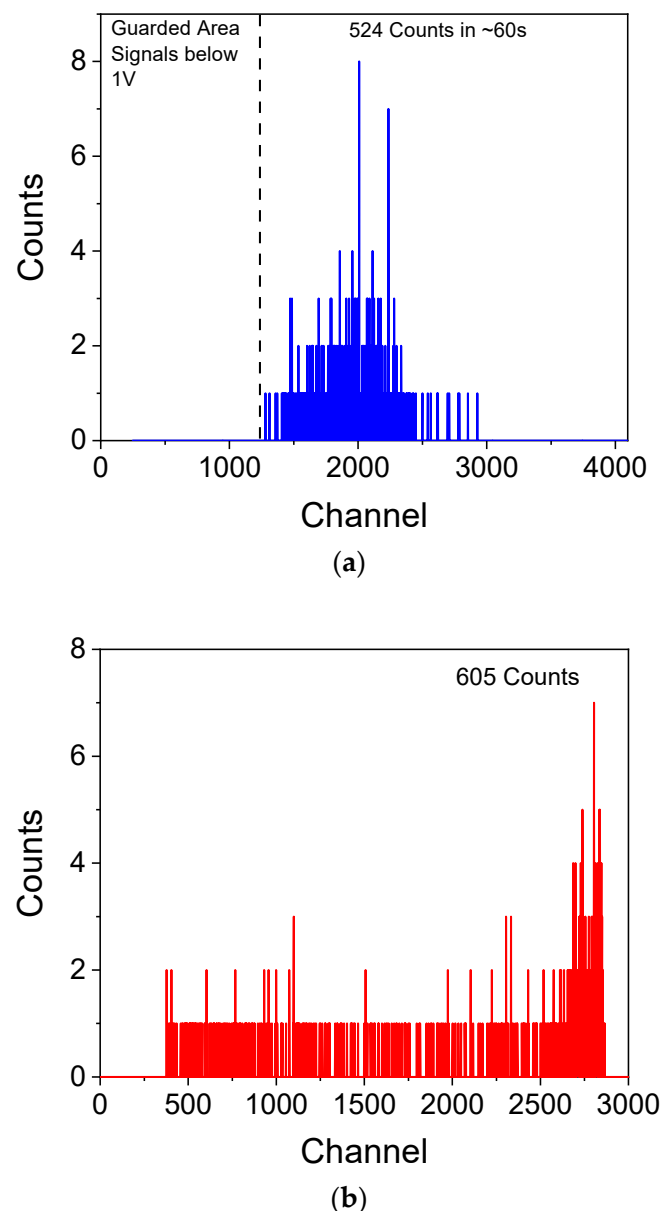 Guarded Area
Signals below
1V
524 Counts in ~60s
8
6
4
2
0
Counts
0 1000 2000 3000 4000
Channel
(a)
605 Counts
8
6
4
2
0
Counts
0 500 1000 1500 2000 2500 3000
Channel
(b)